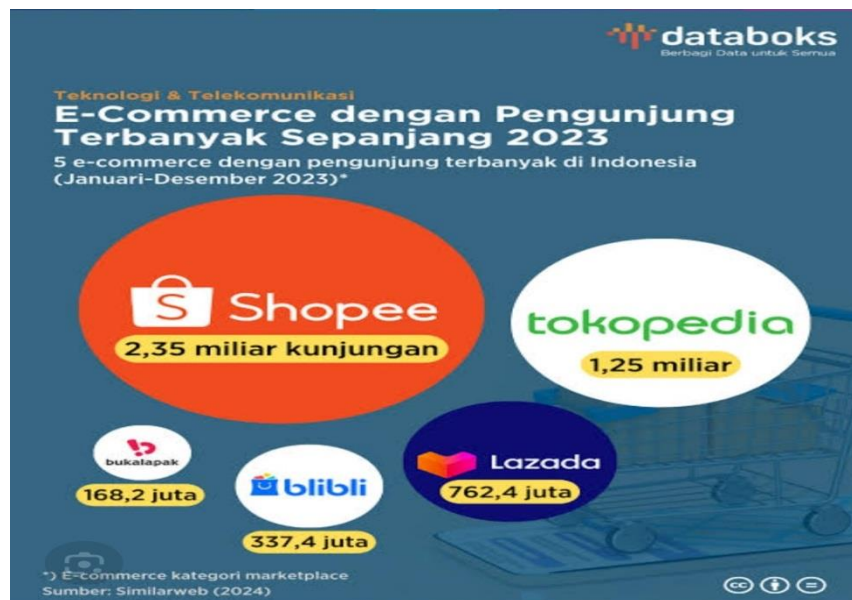 databoks
Berbagi Data untuk Semua
Teknologi & Telekomunikasi
E-Commerce dengan Pengunjung
Terbanyak Sepanjang 2023
5 e-commerce dengan pengunjung terbanyak di Indonesia
(Januari-Desember 2023)*
S Shopee
2,35 miliar kunjungan
tokopedia
1,25 miliar
bukalapak
168,2 juta
blibli
337,4 juta
Lazada
762,4 juta
*) E-commerce kategori marketplace
Sumber: Similarweb (2024)
cc